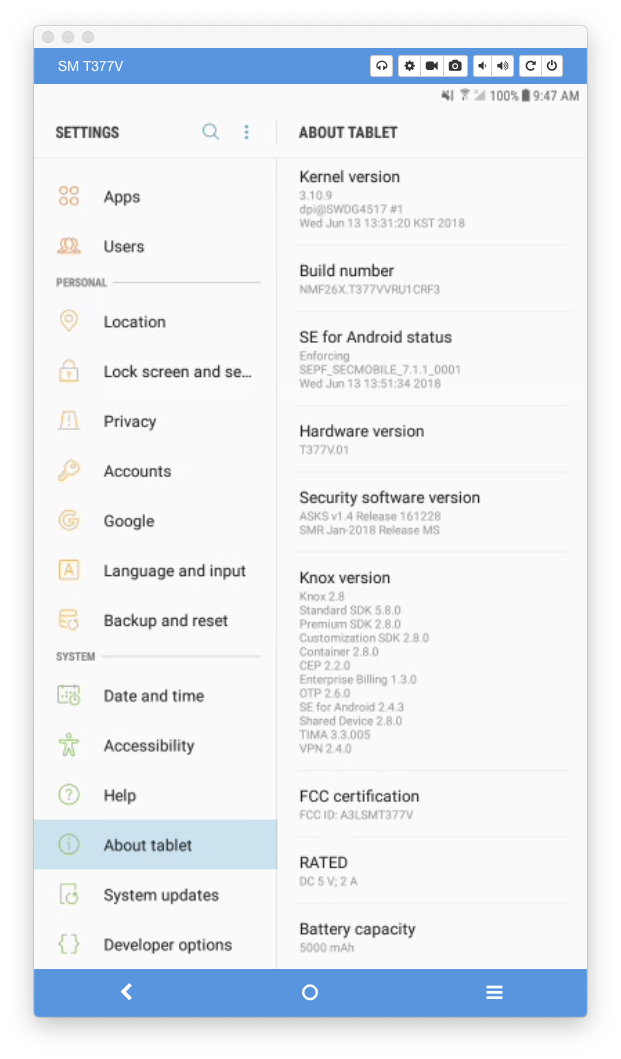 SM T377V
100% 9:47 AM
SETTINGS
Apps
Users
PERSONAL
Location
Lock screen and se...
Privacy
Accounts
Google
Language and input
Backup and reset
SYSTEM
Date and time
Accessibility
Help
About tablet
System updates
Developer options
ABOUT TABLET
Kernel version
3.10.9
dpi@SWDG4517 #1
Wed Jun 13 13:31:20 KST 2018
Build number
NMF26X.T377VVRU1CRF3
SE for Android status
Enforcing
SEPF_SECMOBILE_7.1.1_0001
Wed Jun 13 13:51:34 2018
Hardware version
T377V.01
Security software version
ASKS v1.4 Release 161228
SMR Jan-2018 Release MS
Knox version
Knox 2.8
Standard SDK 5.8.0
Premium SDK 2.8.0
Customization SDK 2.8.0
Container 2.8.0
CEP 2.2.0
Enterprise Billing 1.3.0
OTP 2.6.0
SE for Android 2.4.3
Shared Device 2.8.0
TIMA 3.3.005
VPN 2.4.0
FCC certification
FCC ID: A3LSMT377V
RATED
DC 5 V; 2 A
Battery capacity
5000 mAh